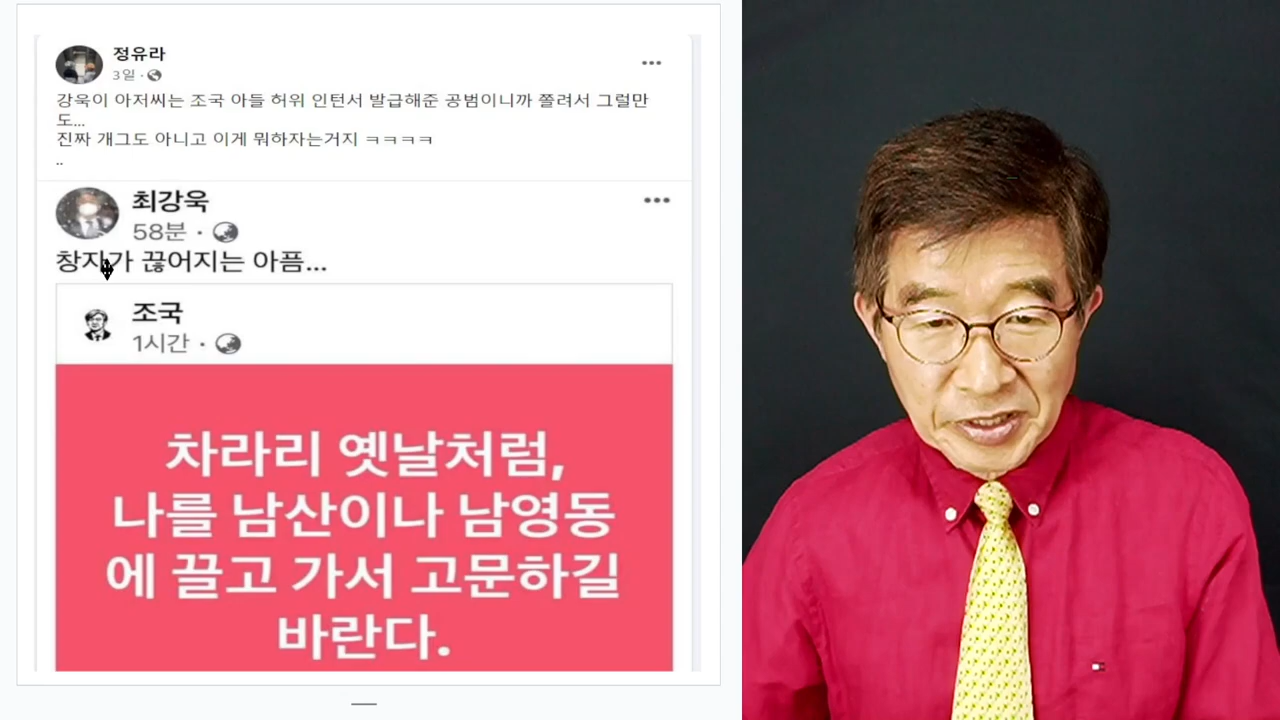 정유라
3일 ·
강욱이 아저씨는 조국 아들 허위 인턴서 발급해준 공범이니까 쫄려서 그럴만
도...
진짜 개그도 아니고 이게 뭐하자는거지 ㅋㅋㅋㅋ
..
최강욱
58분 ·
창자가 끊어지는 아픔...
조국
1시간 ·
차라리 옛날처럼,
나를 남산이나 남영동
에 끌고 가서 고문하길
바란다.